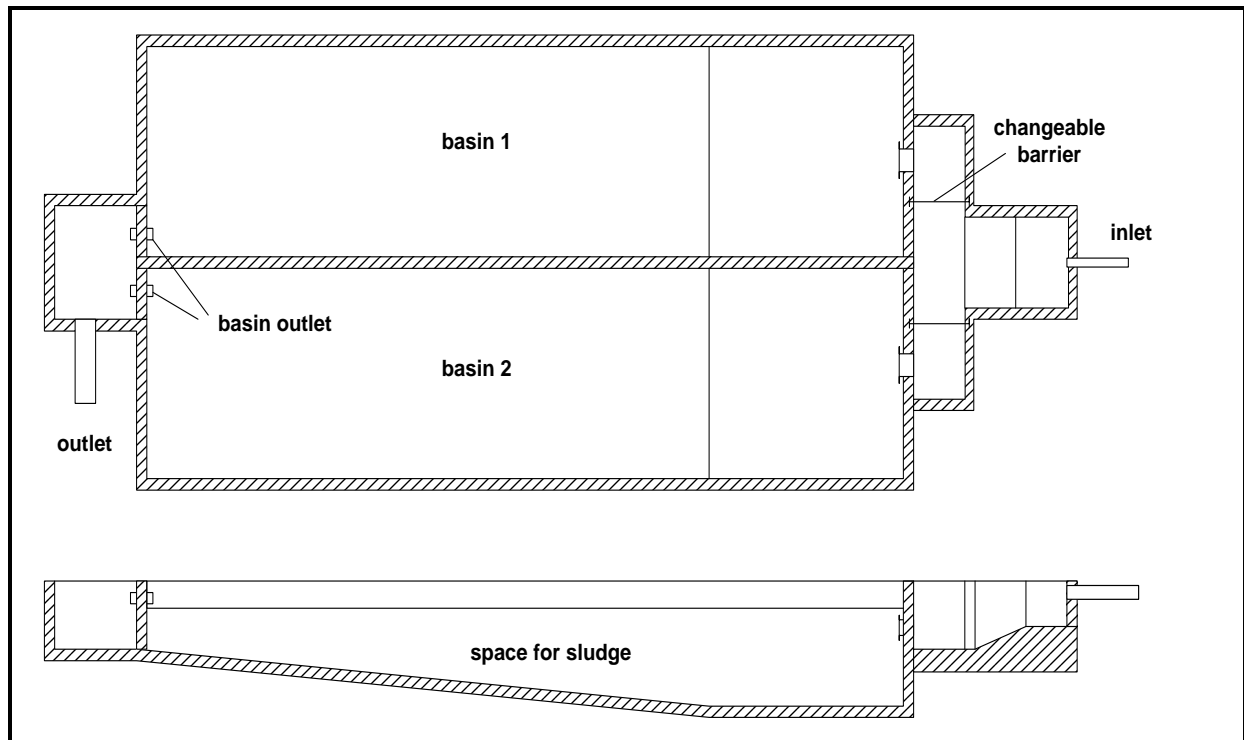 basin 1
changeable
barrier
inlet
basin outlet
basin 2
outlet
space for sludge